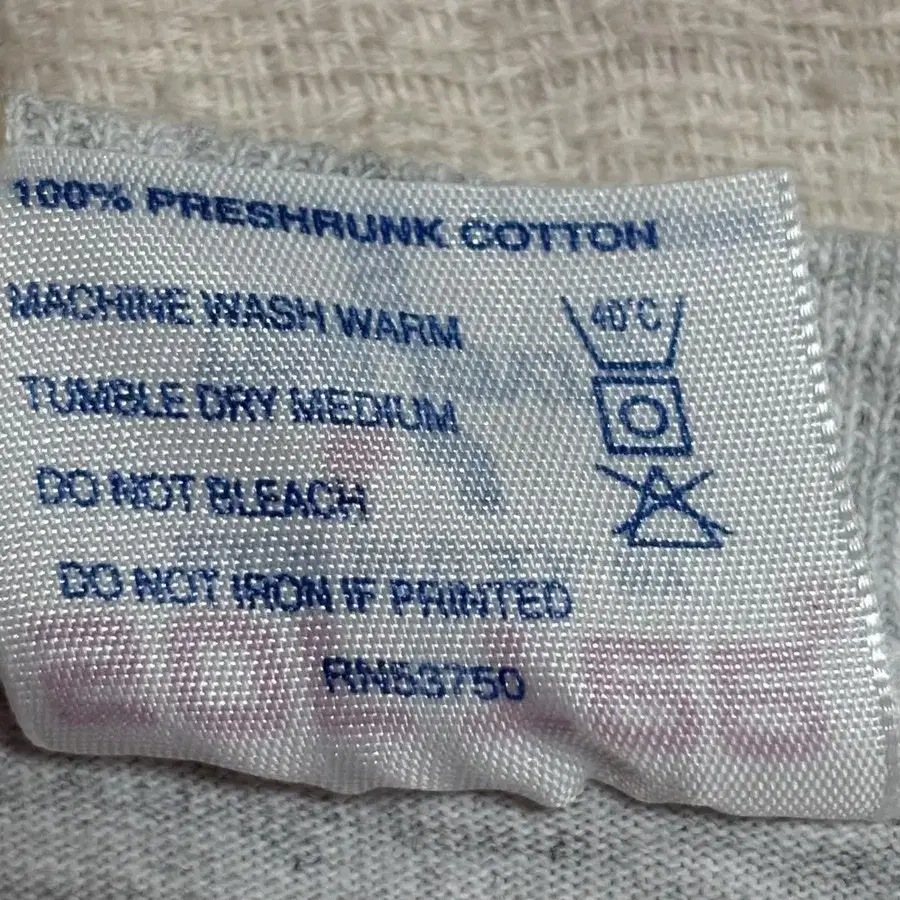 100% PRESHRUNK COTTON
MACHINE WASH WARM
40°C
TUMBLE DRY MEDIUM
DO NOT BLEACH
DO NOT IRON IF PRINTED
RN53750